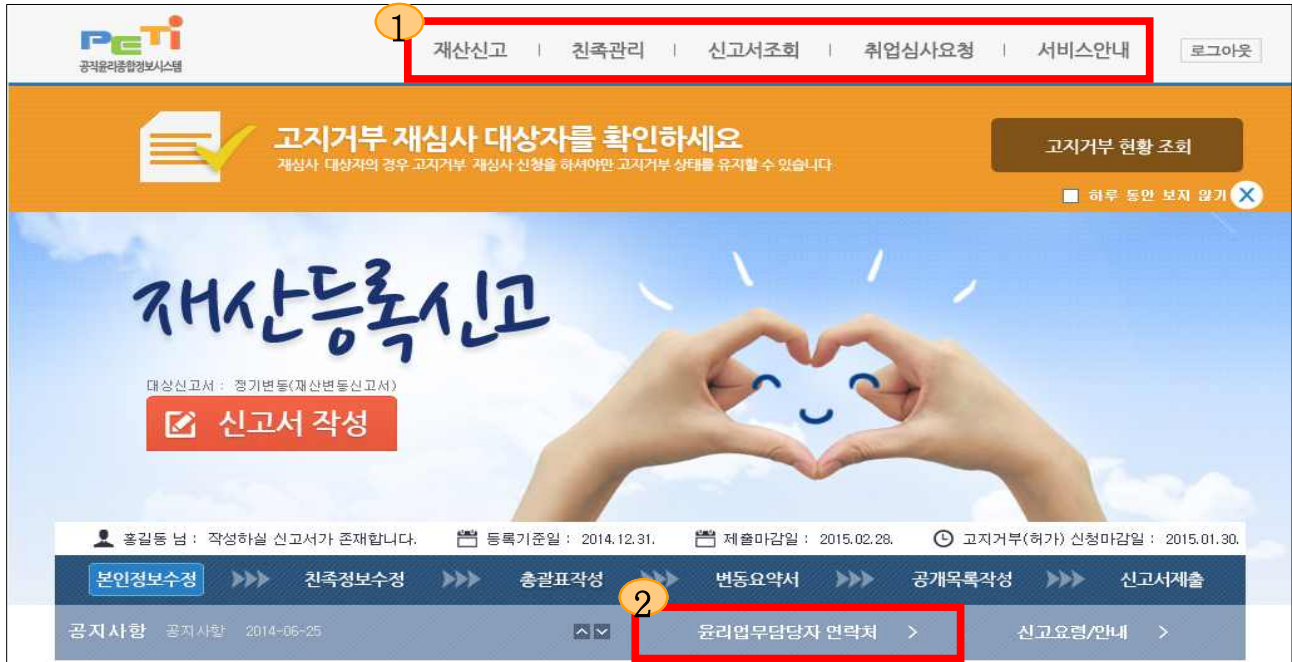 PETI
공직윤리종합정보시스템
1
재산신고 | 친족관리 | 신고서조회 | 취업심사요청 | 서비스안내
로그아웃
고지거부 재심사 대상자를 확인하세요
재심사 대상자의 경우 고지거부 재심사 신청을 하셔야만 고지거부 상태를 유지할 수 있습니다
고지거부 현황 조회
하루 동안 보지 않기
재산등록신고
대상신고서 : 정기변동(재산변동신고서)
신고서 작성
홍길동 님 : 작성하실 신고서가 존재합니다. 등록기준일 : 2014.12.31. 제출마감일 : 2015.02.28. 고지거부(허가) 신청마감일 : 2015.01.30.
본인정보수정 친족정보수정 총괄표작성 변동요약서 공개목록작성 신고서제출
2
공지사항 공지사항 2014-06-25 윤리업무담당자 연락처 > 신고요령/안내 >